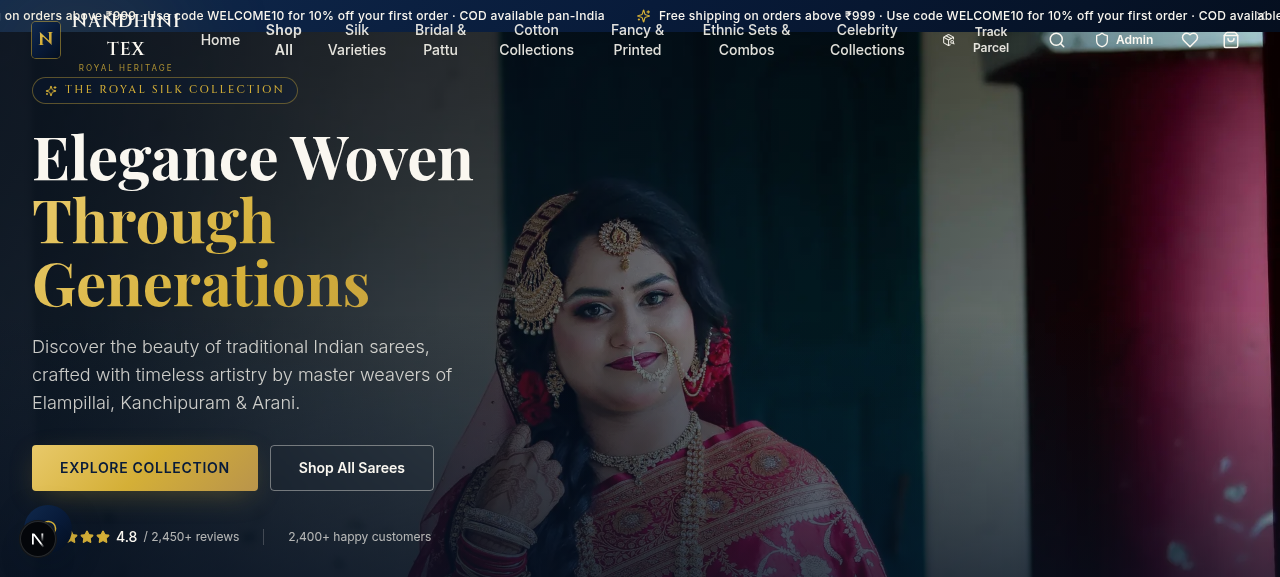 on orders above ₹999 · Use code WELCOME10 for 10% off your first order · COD available pan-India
Free shipping on orders above ₹999 · Use code WELCOME10 for 10% off your first order · COD available
N
NANDHINI
TEX
ROYAL HERITAGE
Home
Shop
All
Silk
Varieties
Bridal &
Pattu
Cotton
Collections
Fancy &
Printed
Ethnic Sets &
Combos
Celebrity
Collections
Track
Parcel
Admin
THE ROYAL SILK COLLECTION
Elegance Woven
Through
Generations
Discover the beauty of traditional Indian sarees,
crafted with timeless artistry by master weavers of
Elampillai, Kanchipuram & Arani.
EXPLORE COLLECTION
Shop All Sarees
N
4.8 / 2,450+ reviews
2,400+ happy customers